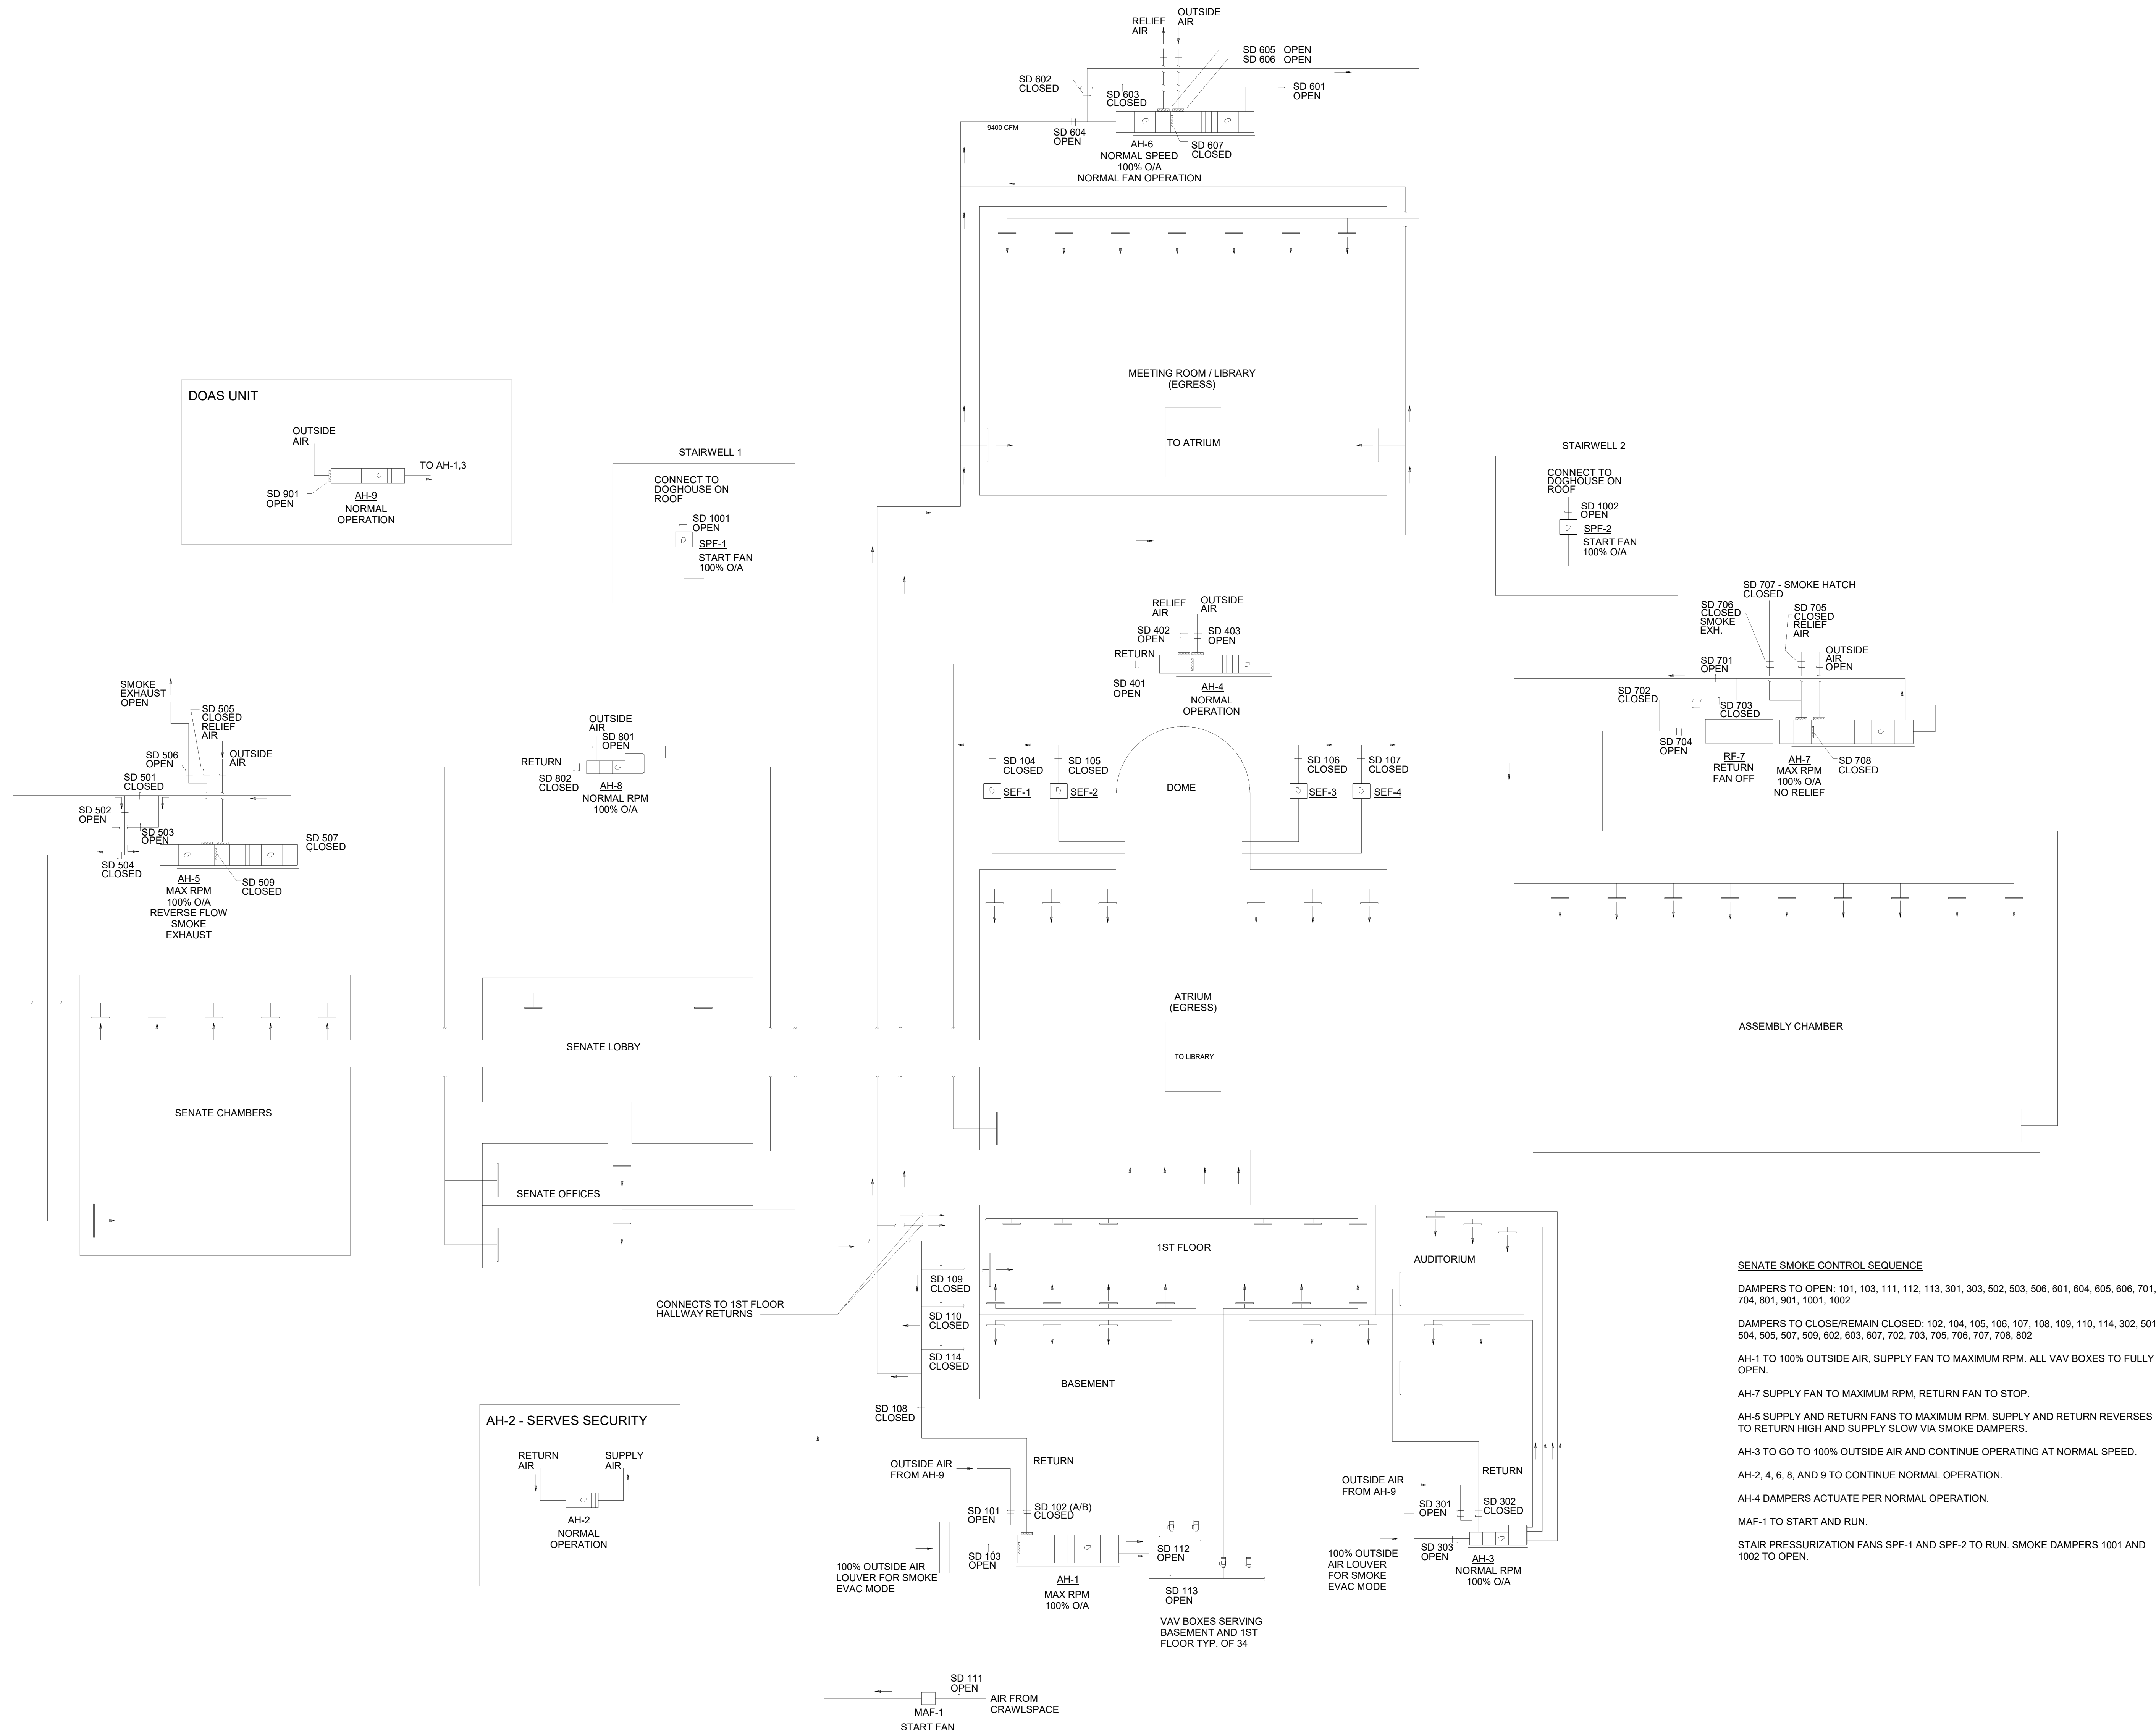 RELIEF
AIR
OUTSIDE
AIR
SD 605 OPEN
SD 606 OPEN
SD 602
CLOSED
SD 603
CLOSED
SD 601
OPEN
9400 CFM
SD 604
OPEN
AH-6
NORMAL SPEED
100% O/A
NORMAL FAN OPERATION
SD 607
CLOSED
MEETING ROOM / LIBRARY
(EGRESS)
TO ATRIUM
DOAS UNIT
OUTSIDE
AIR
TO AH-1,3
SD 901
OPEN
AH-9
NORMAL
OPERATION
STAIRWELL 1
CONNECT TO
DOGHOUSE ON
ROOF
SD 1001
OPEN
SPF-1
START FAN
100% O/A
STAIRWELL 2
CONNECT TO
DOGHOUSE ON
ROOF
SD 1002
OPEN
SPF-2
START FAN
100% O/A
SD 707 - SMOKE HATCH
CLOSED
SD 706
CLOSED
SMOKE
EXH.
SD 705
CLOSED
RELIEF
AIR
OUTSIDE
AIR
OPEN
SD 701
OPEN
SD 702
CLOSED
SD 703
CLOSED
SD 704
OPEN
RF-7
RETURN
FAN OFF
AH-7
MAX RPM
100% O/A
NO RELIEF
SD 708
CLOSED
RELIEF
AIR
OUTSIDE
AIR
SD 402
OPEN
SD 403
OPEN
RETURN
SD 401
OPEN
AH-4
NORMAL
OPERATION
SMOKE
EXHAUST
OPEN
SD 505
CLOSED
RELIEF
AIR
OUTSIDE
AIR
SD 506
OPEN
SD 501
CLOSED
SD 502
OPEN
SD 503
OPEN
SD 507
CLOSED
SD 504
CLOSED
AH-5
MAX RPM
100% O/A
REVERSE FLOW
SMOKE
EXHAUST
SD 509
CLOSED
OUTSIDE
AIR
SD 801
OPEN
RETURN
SD 802
CLOSED
AH-8
NORMAL RPM
100% O/A
SD 104
CLOSED
SEF-1
SD 105
CLOSED
SEF-2
DOME
SD 106
CLOSED
SEF-3
SD 107
CLOSED
SEF-4
ATRIUM
(EGRESS)
TO LIBRARY
ASSEMBLY CHAMBER
SENATE LOBBY
SENATE CHAMBERS
SENATE OFFICES
1ST FLOOR
AUDITORIUM
BASEMENT
CONNECTS TO 1ST FLOOR
HALLWAY RETURNS
SD 109
CLOSED
SD 110
CLOSED
SD 114
CLOSED
SD 108
CLOSED
AH-2 - SERVES SECURITY
RETURN
AIR
SUPPLY
AIR
AH-2
NORMAL
OPERATION
OUTSIDE AIR
FROM AH-9
RETURN
SD 101
OPEN
SD 102 (A/B)
CLOSED
100% OUTSIDE AIR
LOUVER FOR SMOKE
EVAC MODE
SD 103
OPEN
AH-1
MAX RPM
100% O/A
SD 112
OPEN
SD 113
OPEN
VAV BOXES SERVING
BASEMENT AND 1ST
FLOOR TYP. OF 34
OUTSIDE AIR
FROM AH-9
RETURN
SD 301
OPEN
SD 302
CLOSED
100% OUTSIDE
AIR LOUVER
FOR SMOKE
EVAC MODE
SD 303
OPEN
AH-3
NORMAL RPM
100% O/A
SD 111
OPEN
AIR FROM
CRAWLSPACE
MAF-1
START FAN
SENATE SMOKE CONTROL SEQUENCE
DAMPERS TO OPEN: 101, 103, 111, 112, 113, 301, 303, 502, 503, 506, 601, 604, 605, 606, 701,
704, 801, 901, 1001, 1002
DAMPERS TO CLOSE/REMAIN CLOSED: 102, 104, 105, 106, 107, 108, 109, 110, 114, 302, 501
504, 505, 507, 509, 602, 603, 607, 702, 703, 705, 706, 707, 708, 802
AH-1 TO 100% OUTSIDE AIR, SUPPLY FAN TO MAXIMUM RPM. ALL VAV BOXES TO FULLY
OPEN.
AH-7 SUPPLY FAN TO MAXIMUM RPM, RETURN FAN TO STOP.
AH-5 SUPPLY AND RETURN FANS TO MAXIMUM RPM. SUPPLY AND RETURN REVERSES
TO RETURN HIGH AND SUPPLY SLOW VIA SMOKE DAMPERS.
AH-3 TO GO TO 100% OUTSIDE AIR AND CONTINUE OPERATING AT NORMAL SPEED.
AH-2, 4, 6, 8, AND 9 TO CONTINUE NORMAL OPERATION.
AH-4 DAMPERS ACTUATE PER NORMAL OPERATION.
MAF-1 TO START AND RUN.
STAIR PRESSURIZATION FANS SPF-1 AND SPF-2 TO RUN. SMOKE DAMPERS 1001 AND
1002 TO OPEN.